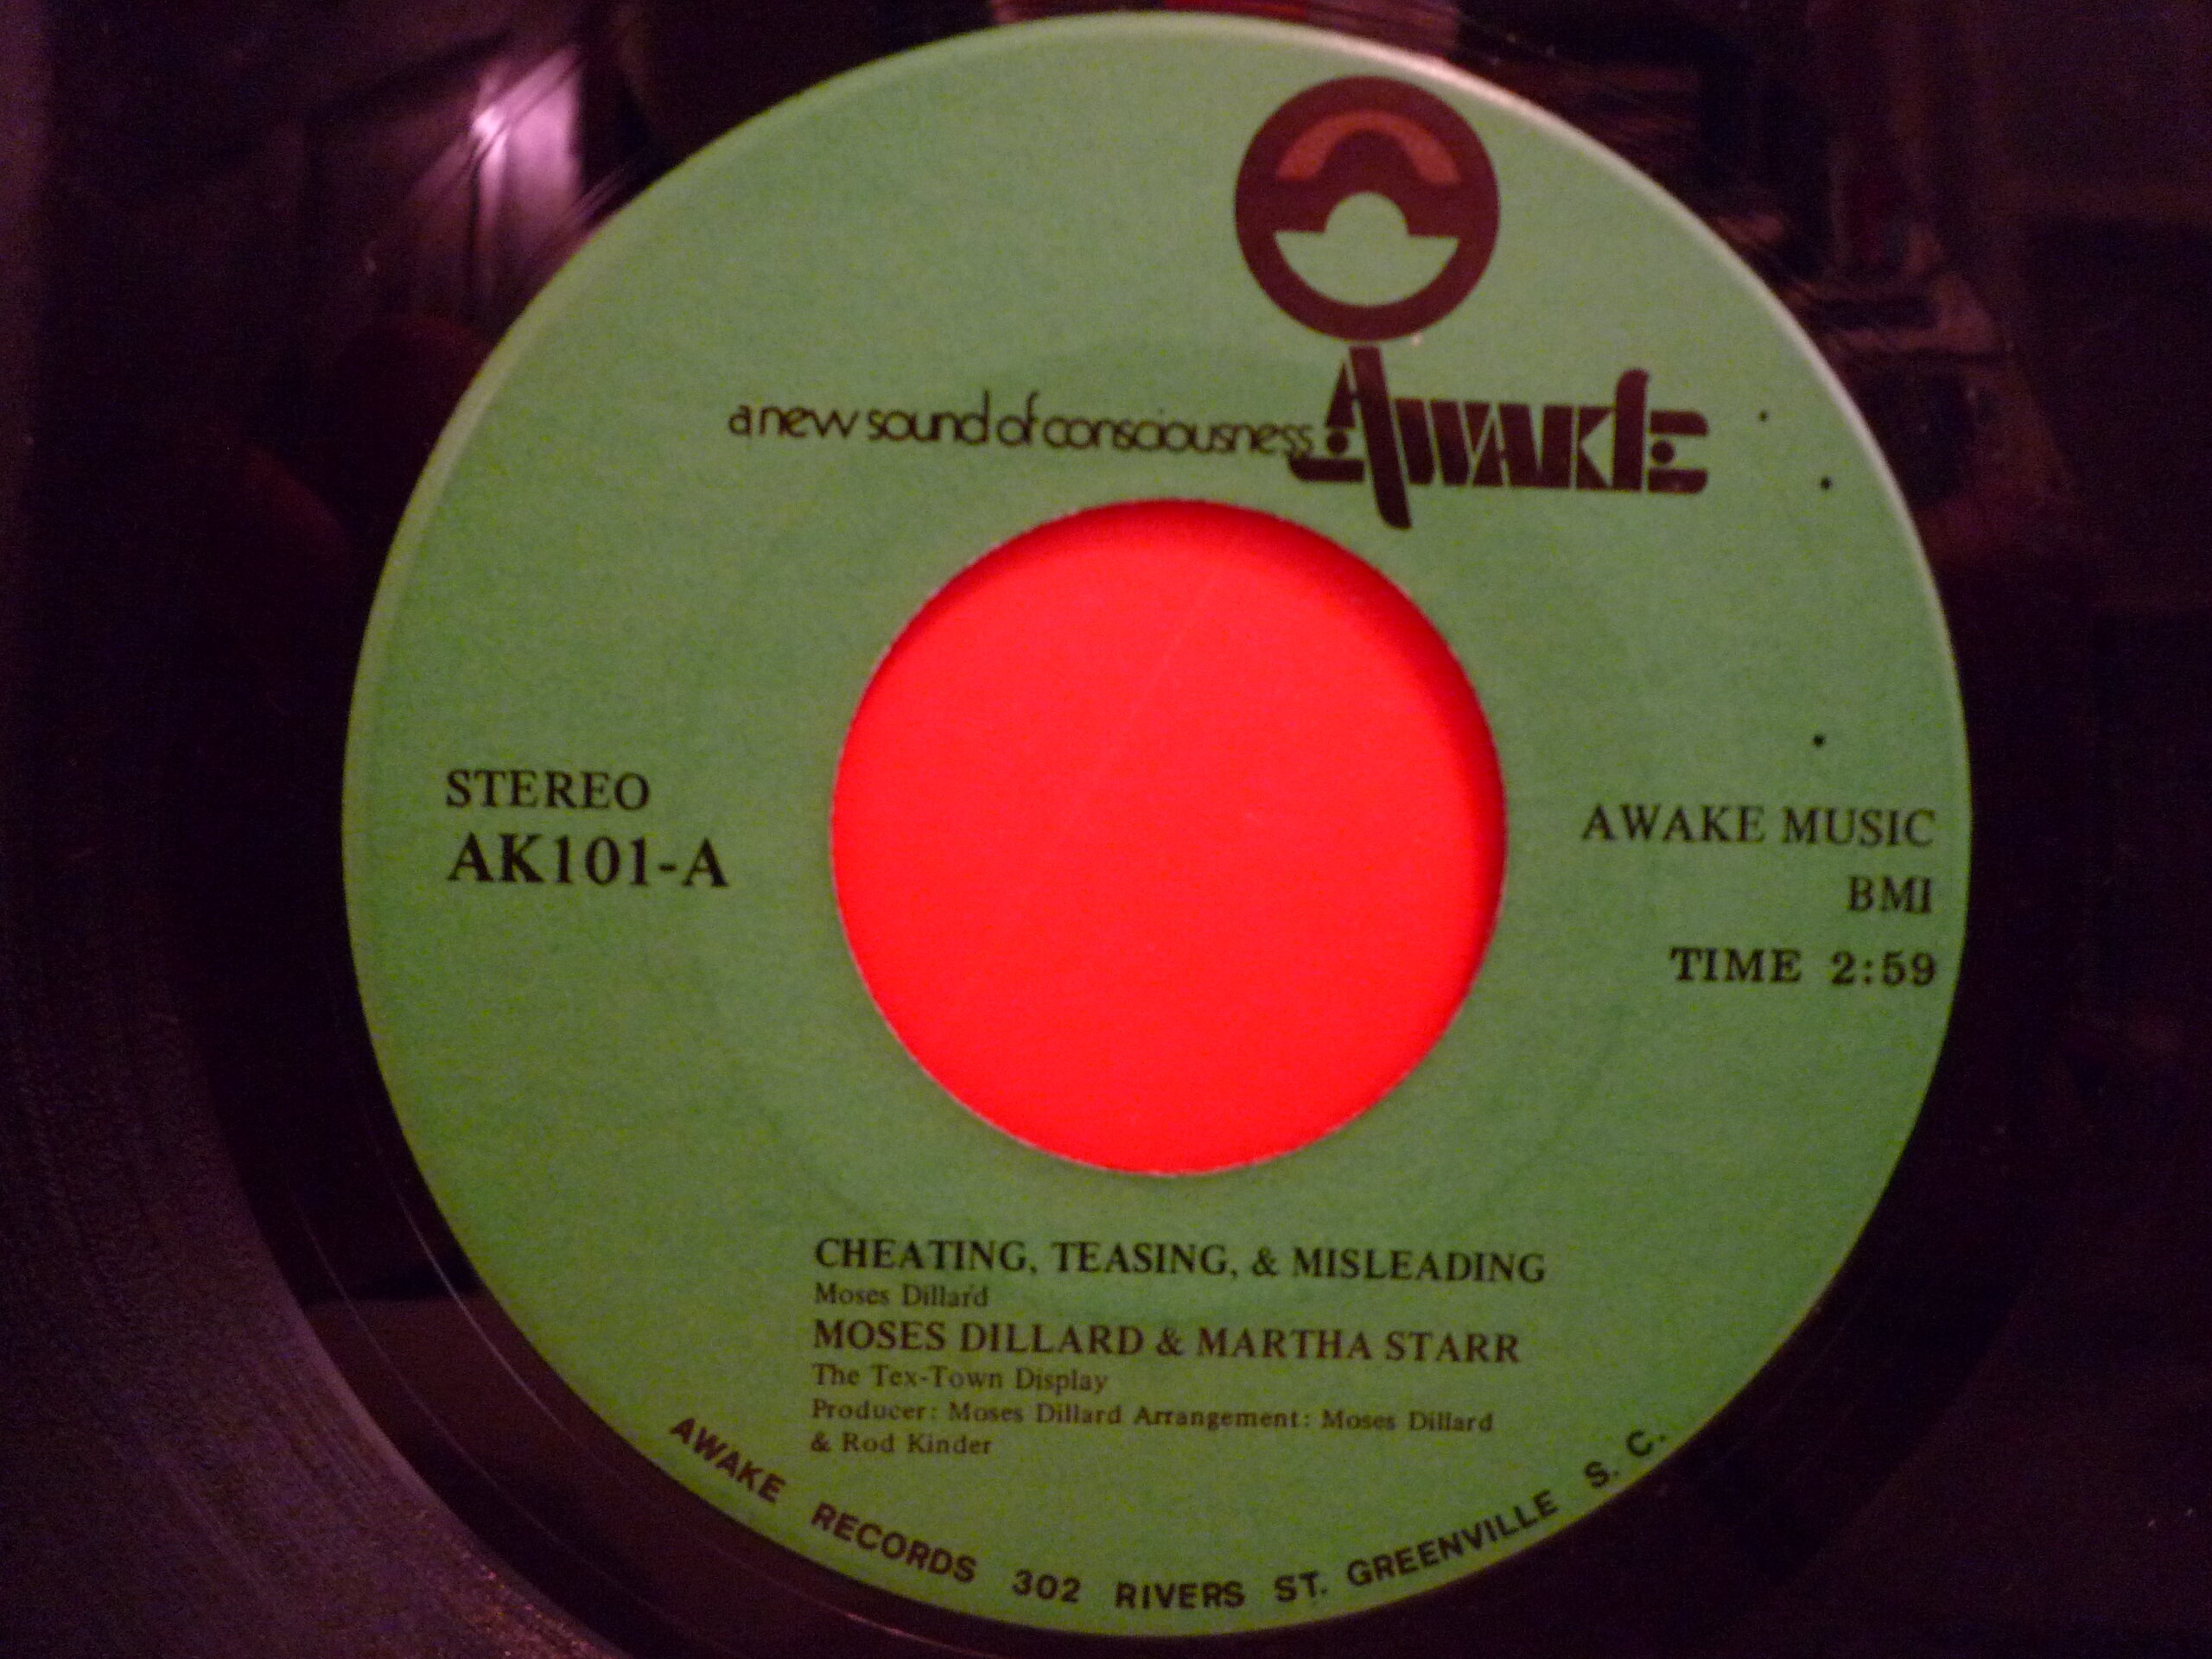 a new sound of consciousness AWAKE
STEREO
AK101-A
AWAKE MUSIC
BMI
TIME 2:59
CHEATING, TEASING, & MISLEADING
Moses Dillard
MOSES DILLARD & MARTHA STARR
The Tex-Town Display
Producer: Moses Dillard Arrangement: Moses Dillard
& Rod Kinder
AWAKE RECORDS 302 RIVERS ST. GREENVILLE S. C.